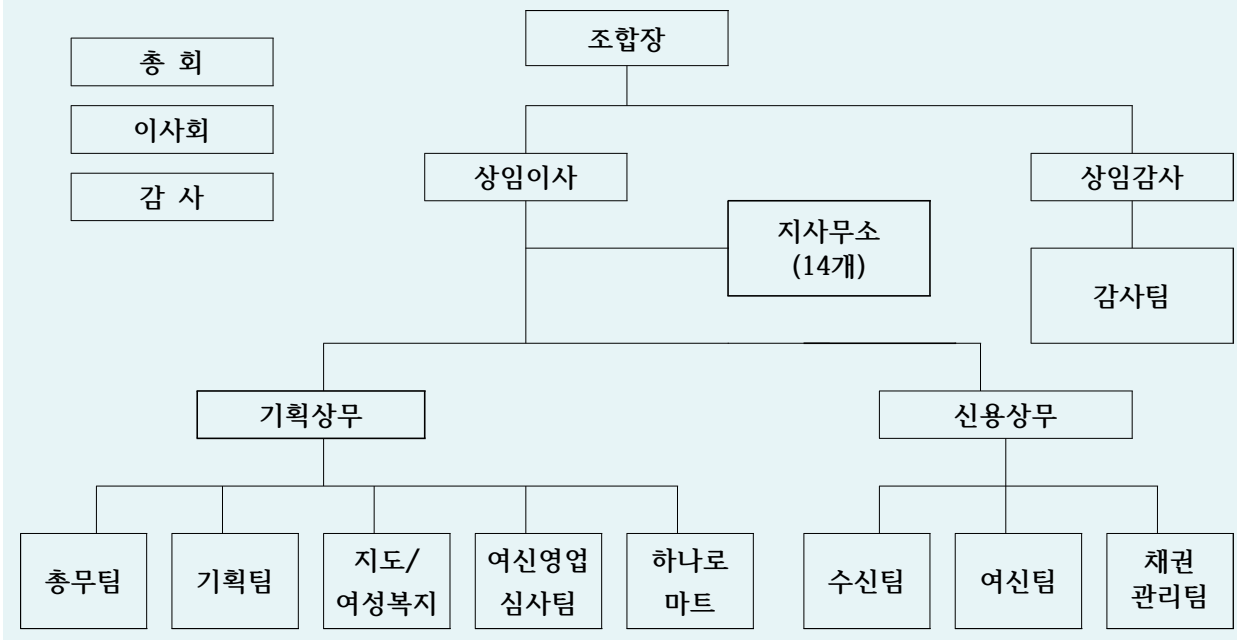 조합장
총 회
이사회
감 사
상임이사
상임감사
지사무소
(14개)
감사팀
기획상무
신용상무
총무팀
기획팀
지도/
여성복지
여신영업
심사팀
하나로
마트
수신팀
여신팀
채권
관리팀